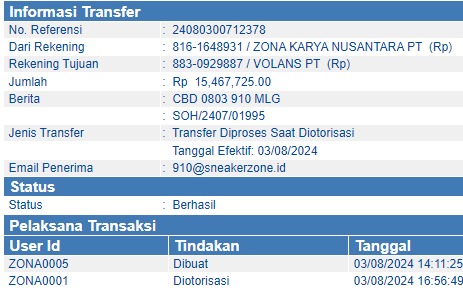 Informasi Transfer
No. Referensi : 24080300712378
Dari Rekening : 816-1648931 / ZONA KARYA NUSANTARA PT (Rp)
Rekening Tujuan : 883-0929887 / VOLANS PT (Rp)
Jumlah : Rp 15,467,725.00
Berita : CBD 0803 910 MLG
: SOH/2407/01995
Jenis Transfer : Transfer Diproses Saat Diotorisasi
Tanggal Efektif: 03/08/2024
Email Penerima : 910@sneakerzone.id
Status
Status : Berhasil
Pelaksana Transaksi
User Id Tindakan Tanggal
ZONA0005 Dibuat 03/08/2024 14:11:25
ZONA0001 Diotorisasi 03/08/2024 16:56:49